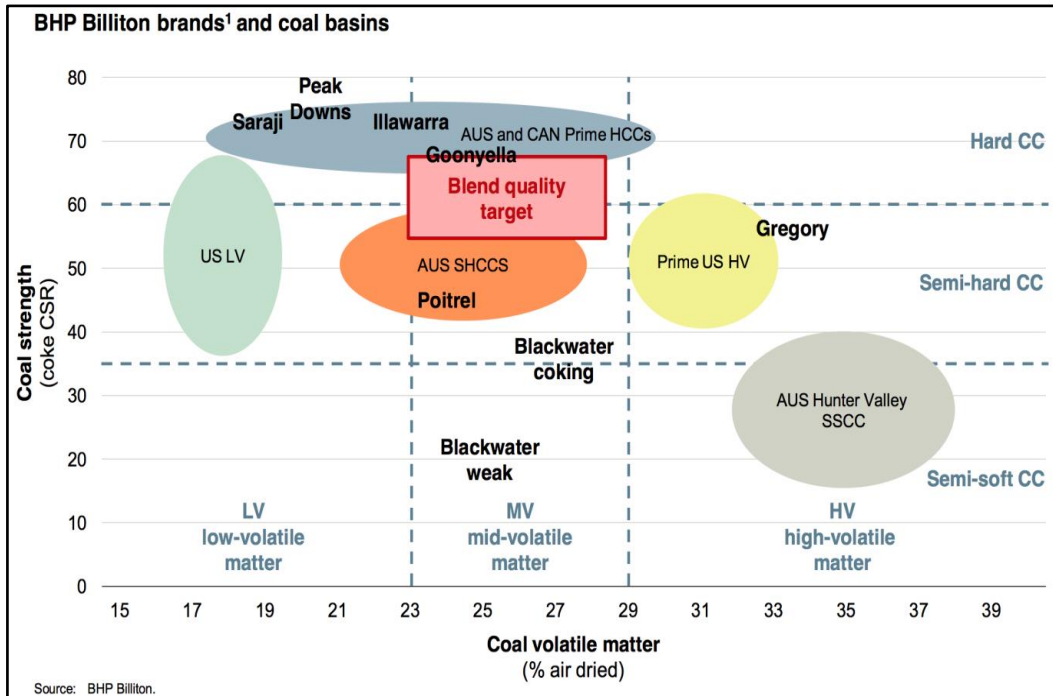 BHP Billiton brands¹ and coal basins
80
70
60
50
40
30
20
10
0
Coal strength
(coke CSR)
Peak
Downs
Saraji
Illawarra
AUS and CAN Prime HCCs
Goonyella
Hard CC
Blend quality
target
US LV
AUS SHCCS
Poitrel
Prime US HV
Gregory
Semi-hard CC
Blackwater
coking
AUS Hunter Valley
SSCC
Blackwater
weak
Semi-soft CC
LV
low-volatile
matter
MV
mid-volatile
matter
HV
high-volatile
matter
15 17 19 21 23 25 27 29 31 33 35 37 39
Coal volatile matter
(% air dried)
Source: BHP Billiton.